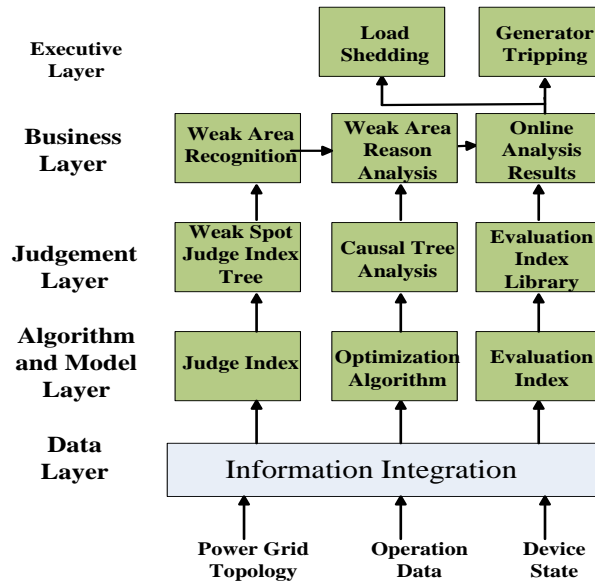 Executive
Layer
Load
Shedding
Generator
Tripping
Business
Layer
Weak Area
Recognition
Weak Area
Reason
Analysis
Online
Analysis
Results
Judgement
Layer
Weak Spot
Judge Index
Tree
Causal Tree
Analysis
Evaluation
Index
Library
Algorithm
and Model
Layer
Judge Index
Optimization
Algorithm
Evaluation
Index
Data
Layer
Information Integration
Power Grid
Topology
Operation
Data
Device
State